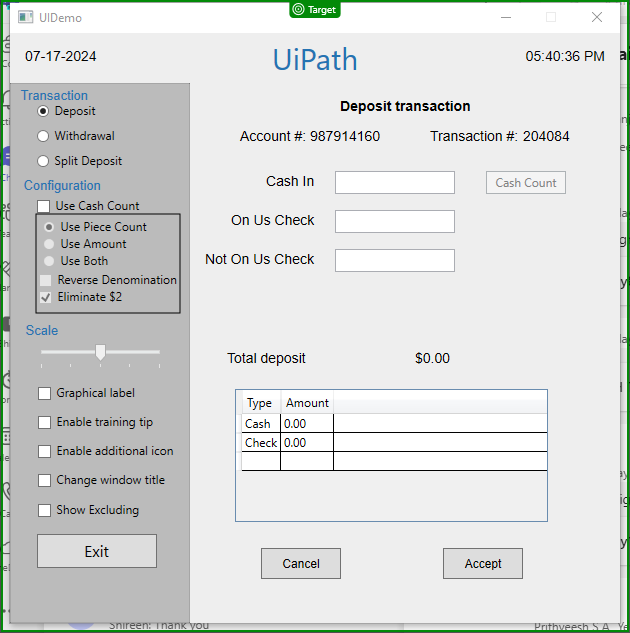 Target
UIDemo
07-17-2024
UiPath
05:40:36 PM
Transaction
Deposit
Withdrawal
Split Deposit
Configuration
Use Cash Count
Use Piece Count
Use Amount
Use Both
Reverse Denomination
Eliminate $2
Scale
Graphical label
Enable training tip
Enable additional icon
Change window title
Show Excluding
Exit
Deposit transaction
Account #: 987914160
Transaction #: 204084
Cash In
Cash Count
On Us Check
Not On Us Check
Total deposit
$0.00
Type Amount
Cash 0.00
Check 0.00
Cancel
Accept
Shireen: Thank you
Prithveesh S A